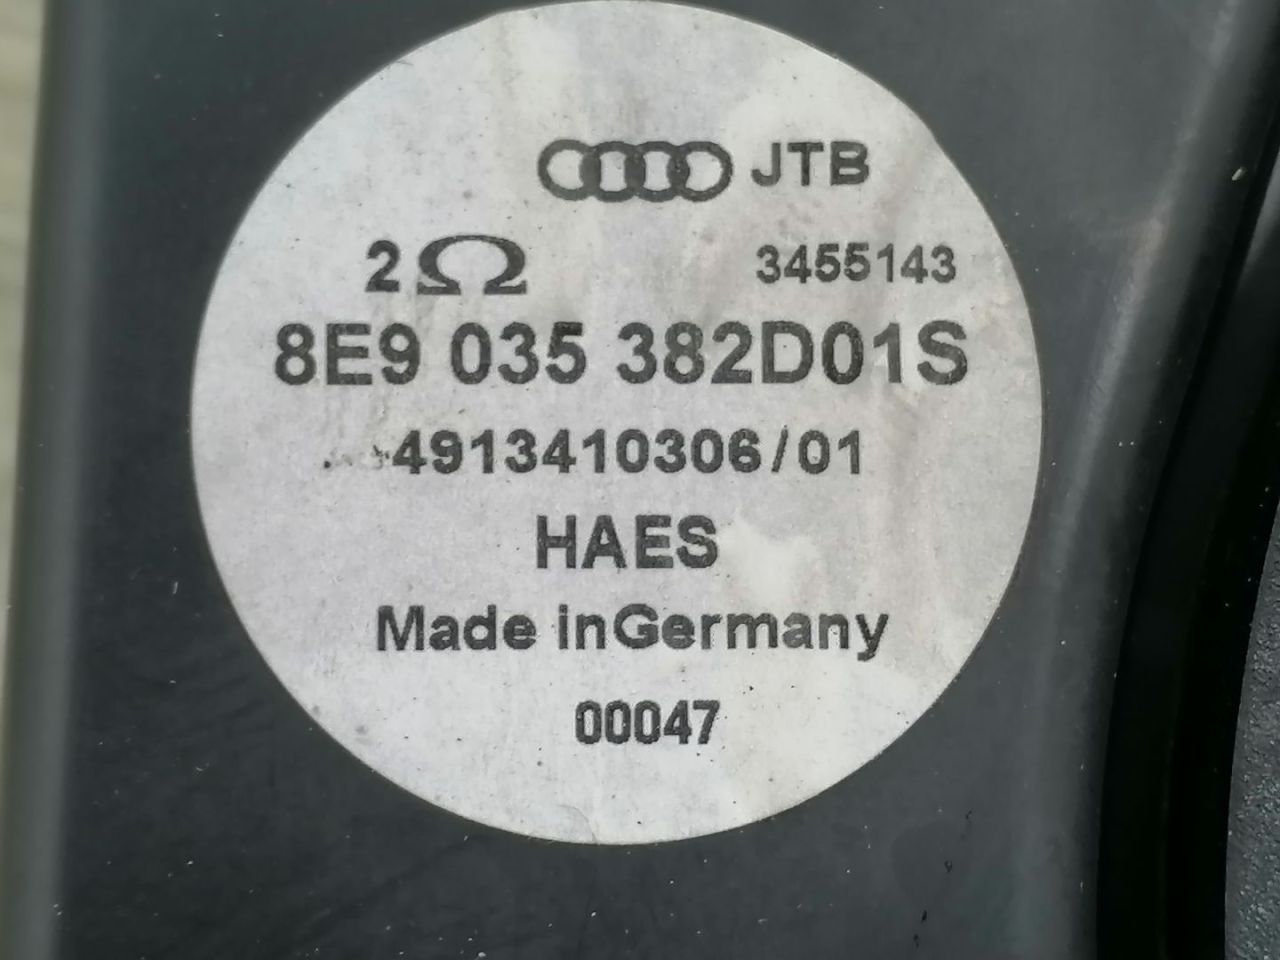 JTB
2Ω 3455143
8E9 035 382D01S
4913410306/01
HAES
Made inGermany
00047